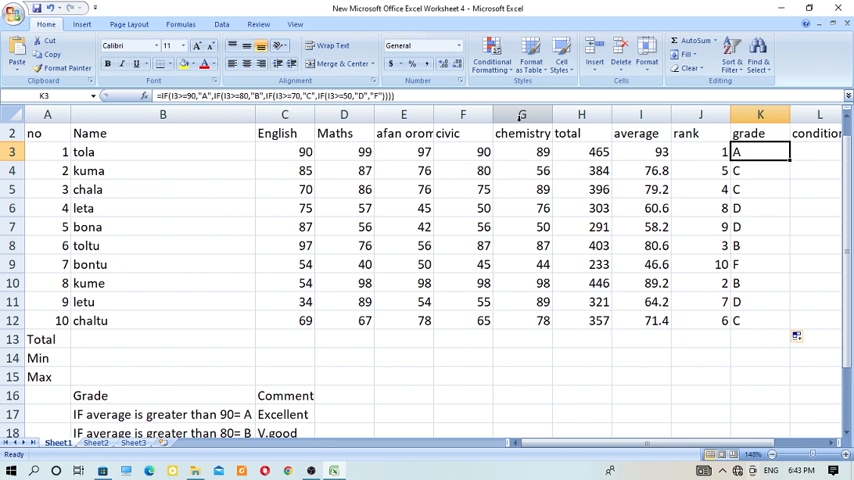 New Microsoft Office Excel Worksheet 4 - Microsoft Excel
Home Insert Page Layout Formulas Data Review View
Paste Cut Copy Format Painter Calibri 11 Wrap Text Merge & Center General Conditional Formatting Format as Table Cell Styles Insert Delete Format AutoSum Fill Clear Sort & Filter Find & Select
Clipboard Font Alignment Number Styles Cells Editing
K3 =IF(I3>=90,"A",IF(I3>=80,"B",IF(I3>=70,"C",IF(I3>=50,"D","F"))))
A B C D E F G H I J K L
2 no Name English Maths afan orom civic chemistry total average rank grade condition
3 1 tola 90 99 97 90 89 465 93 1 A
4 2 kuma 85 87 76 80 56 384 76.8 5 C
5 3 chala 70 86 76 75 89 396 79.2 4 C
6 4 leta 75 57 45 50 76 303 60.6 8 D
7 5 bona 87 56 42 56 50 291 58.2 9 D
8 6 toltu 97 76 56 87 87 403 80.6 3 B
9 7 bontu 54 40 50 45 44 233 46.6 10 F
10 8 kume 54 98 98 98 98 446 89.2 2 B
11 9 letu 34 89 54 55 89 321 64.2 7 D
12 10 chaltu 69 67 78 65 78 357 71.4 6 C
13 Total
14 Min
15 Max
16 Grade Comment
17 IF average is greater than 90= A Excellent
18 IF average is greater than 80= B V.good
Sheet1 Sheet2 Sheet3
Ready 148%
ENG 6:43 PM